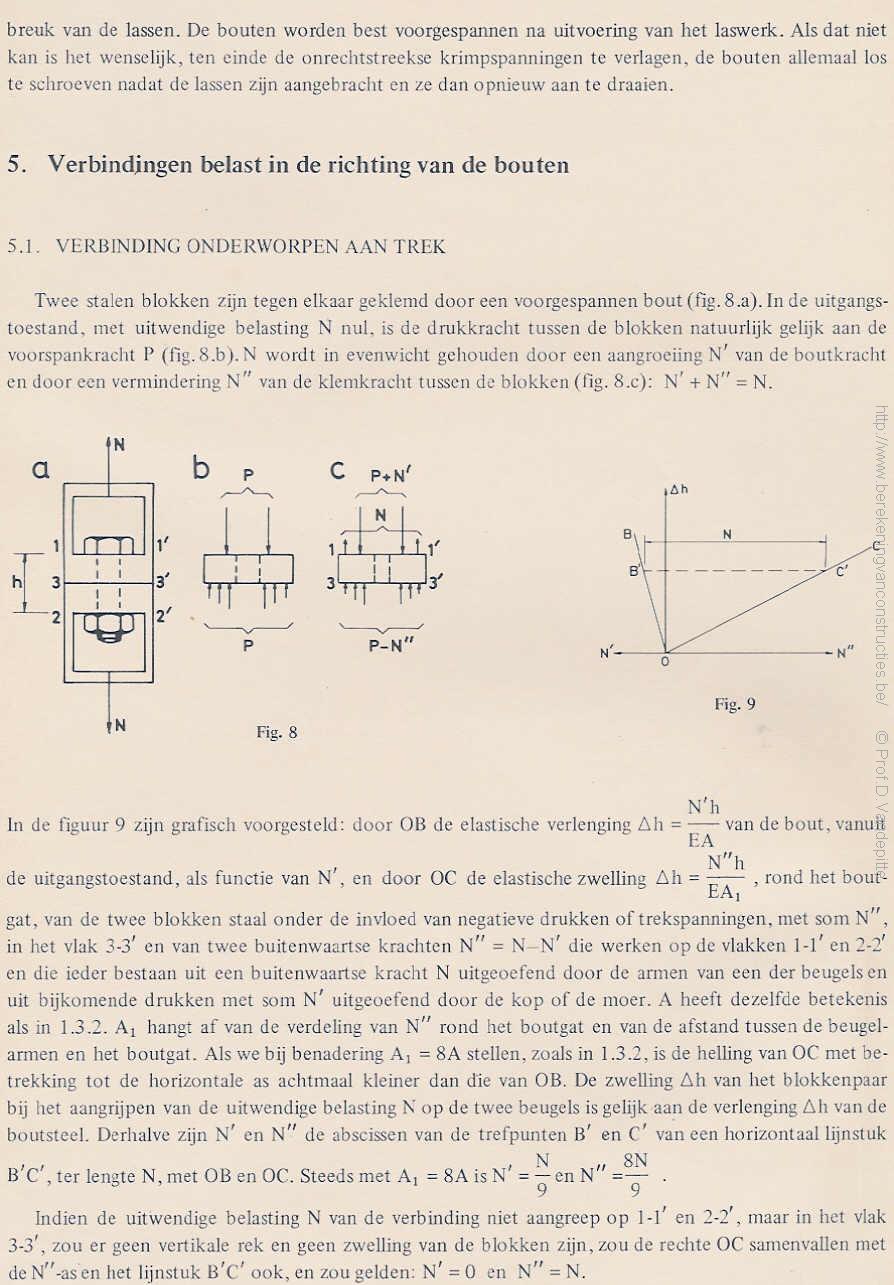 breuk van de lassen. De bouten worden best voorgespannen na uitvoering van het laswerk. Als dat niet
kan is het wenselijk, ten einde de onrechtstreekse krimpspanningen te verlagen, de bouten allemaal los
te schroeven nadat de lassen zijn aangebracht en ze dan opnieuw aan te draaien.
5. Verbindingen belast in de richting van de bouten
5.1. VERBINDING ONDERWORPEN AAN TREK
Twee stalen blokken zijn tegen elkaar geklemd door een voorgespannen bout (fig. 8.a). In de uitgangs-
toestand, met uitwendige belasting N nul, is de drukkracht tussen de blokken natuurlijk gelijk aan de
voorspankracht P (fig. 8.b). N wordt in evenwicht gehouden door een aangroeiing N′ van de boutkracht
en door een vermindering N″ van de klemkracht tussen de blokken (fig. 8.c): N′ + N″ = N.
a
N
1 1′
h 3 3′
2 2′
N
b
P
P
c
P+N′
N
1 1′
3 3′
P-N″
Fig. 8
Δh
B N C
B′ C′
N′ O N″
Fig. 9
In de figuur 9 zijn grafisch voorgesteld: door OB de elastische verlenging Δh = N′h / EA van de bout, vanuit
de uitgangstoestand, als functie van N′, en door OC de elastische zwelling Δh = N″h / EA₁ , rond het bout-
gat, van de twee blokken staal onder de invloed van negatieve drukken of trekspanningen, met som N″,
in het vlak 3-3′ en van twee buitenwaartse krachten N″ = N–N′ die werken op de vlakken 1-1′ en 2-2′
en die ieder bestaan uit een buitenwaartse kracht N uitgeoefend door de armen van een der beugels en
uit bijkomende drukken met som N′ uitgeoefend door de kop of de moer. A heeft dezelfde betekenis
als in 1.3.2. A₁ hangt af van de verdeling van N″ rond het boutgat en van de afstand tussen de beugel-
armen en het boutgat. Als we bij benadering A₁ = 8A stellen, zoals in 1.3.2, is de helling van OC met be-
trekking tot de horizontale as achtmaal kleiner dan die van OB. De zwelling Δh van het blokkenpaar
bij het aangrijpen van de uitwendige belasting N op de twee beugels is gelijk aan de verlenging Δh van de
boutsteel. Derhalve zijn N′ en N″ de abscissen van de trefpunten B′ en C′ van een horizontaal lijnstuk
B′C′, ter lengte N, met OB en OC. Steeds met A₁ = 8A is N′ = N/9 en N″ = 8N/9 .
Indien de uitwendige belasting N van de verbinding niet aangreep op 1-1′ en 2-2′, maar in het vlak
3-3′, zou er geen vertikale rek en geen zwelling van de blokken zijn, zou de rechte OC samenvallen met
de N″-as en het lijnstuk B′C′ ook, en zou gelden: N′ = 0 en N″ = N.
http://www.berekeningvanconstructies.be/ © Prof D Vandepitte